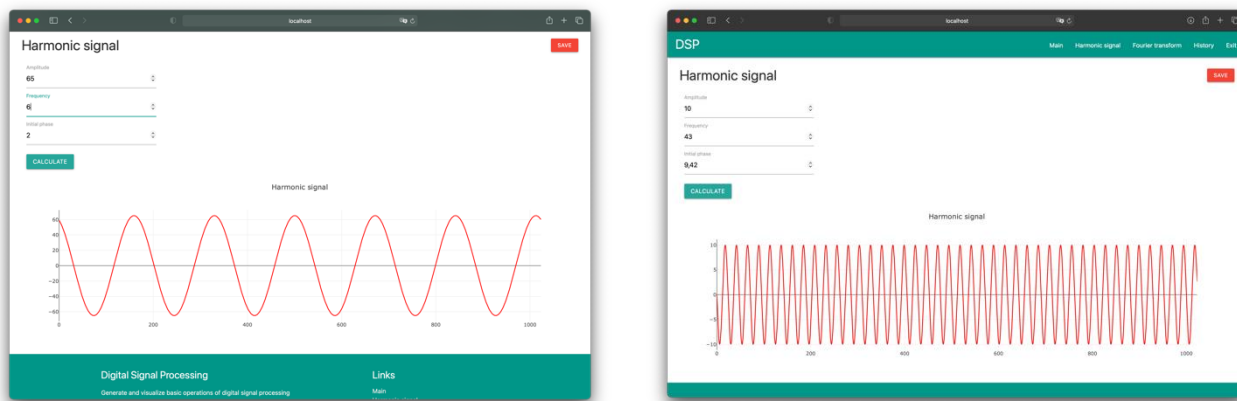 localhost
Harmonic signal
SAVE
Amplitude
65
Frequency
6
Initial phase
2
CALCULATE
Harmonic signal
60
40
20
0
−20
−40
−60
0 200 400 600 800 1000
Digital Signal Processing
Links
Generate and visualize basic operations of digital signal processing
Main
localhost
DSP
Main Harmonic signal Fourier transform History Exit
Harmonic signal
SAVE
Amplitude
10
Frequency
43
Initial phase
9,42
CALCULATE
Harmonic signal
10
5
0
−5
−10
0 200 400 600 800 1000